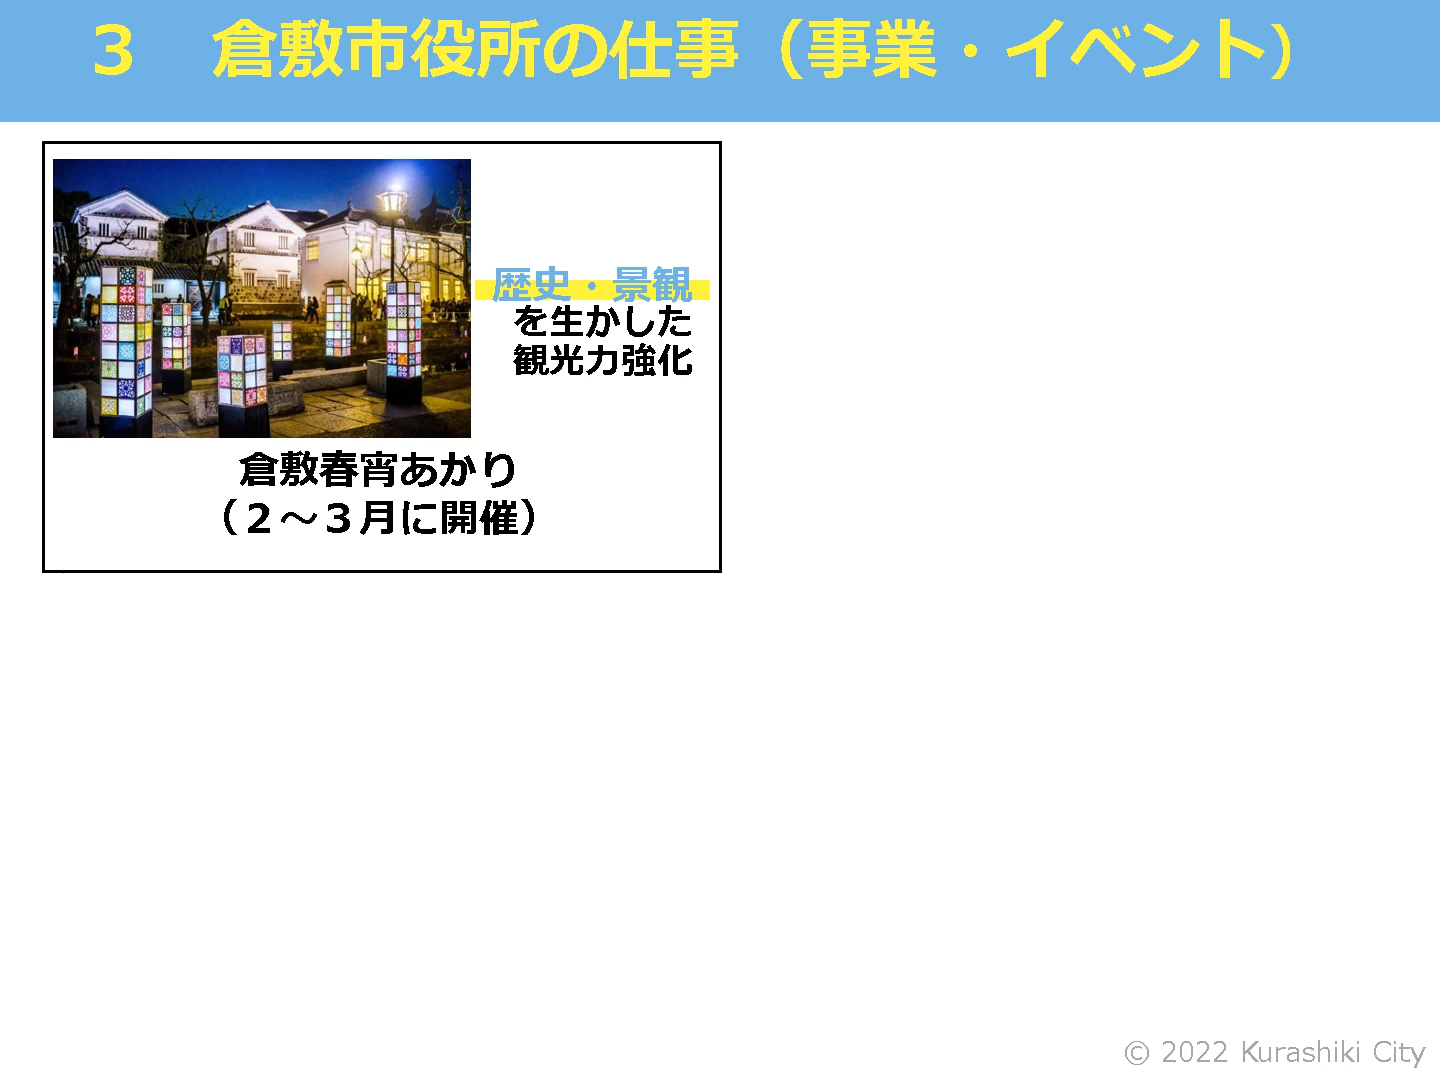 ３　倉敷市役所の仕事（事業・イベント）
歴史・景観
を生かした
観光力強化
倉敷春宵あかり
（２～３月に開催）
© 2022 Kurashiki City